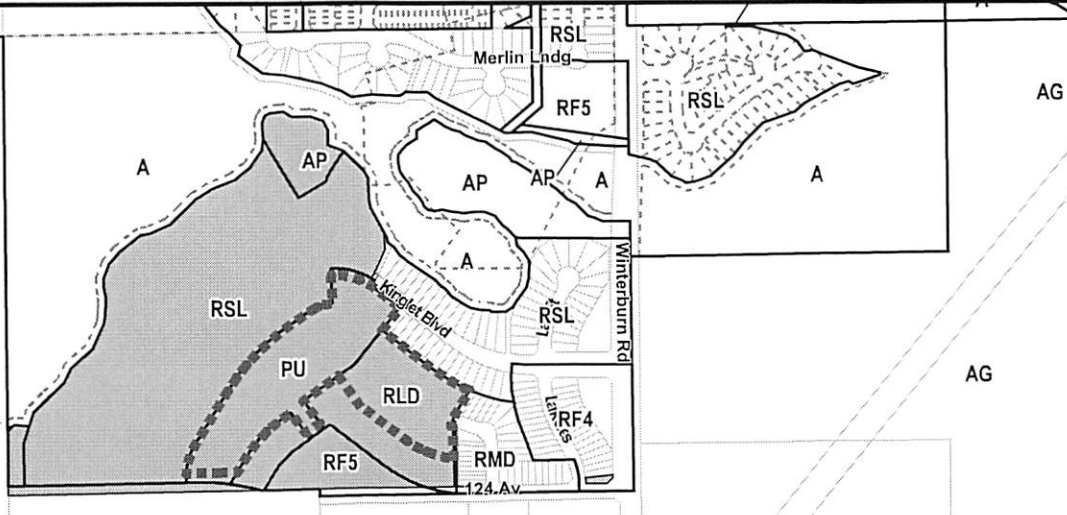 A
RSL
Merlin Lndg
RSL
AG
RF5
AP
A
AP
AP
A
A
A
Winterburn Rd
RSL
Kinglet Blvd
RSL
PU
AG
RLD
RF4
RF5
RMD
124 Av